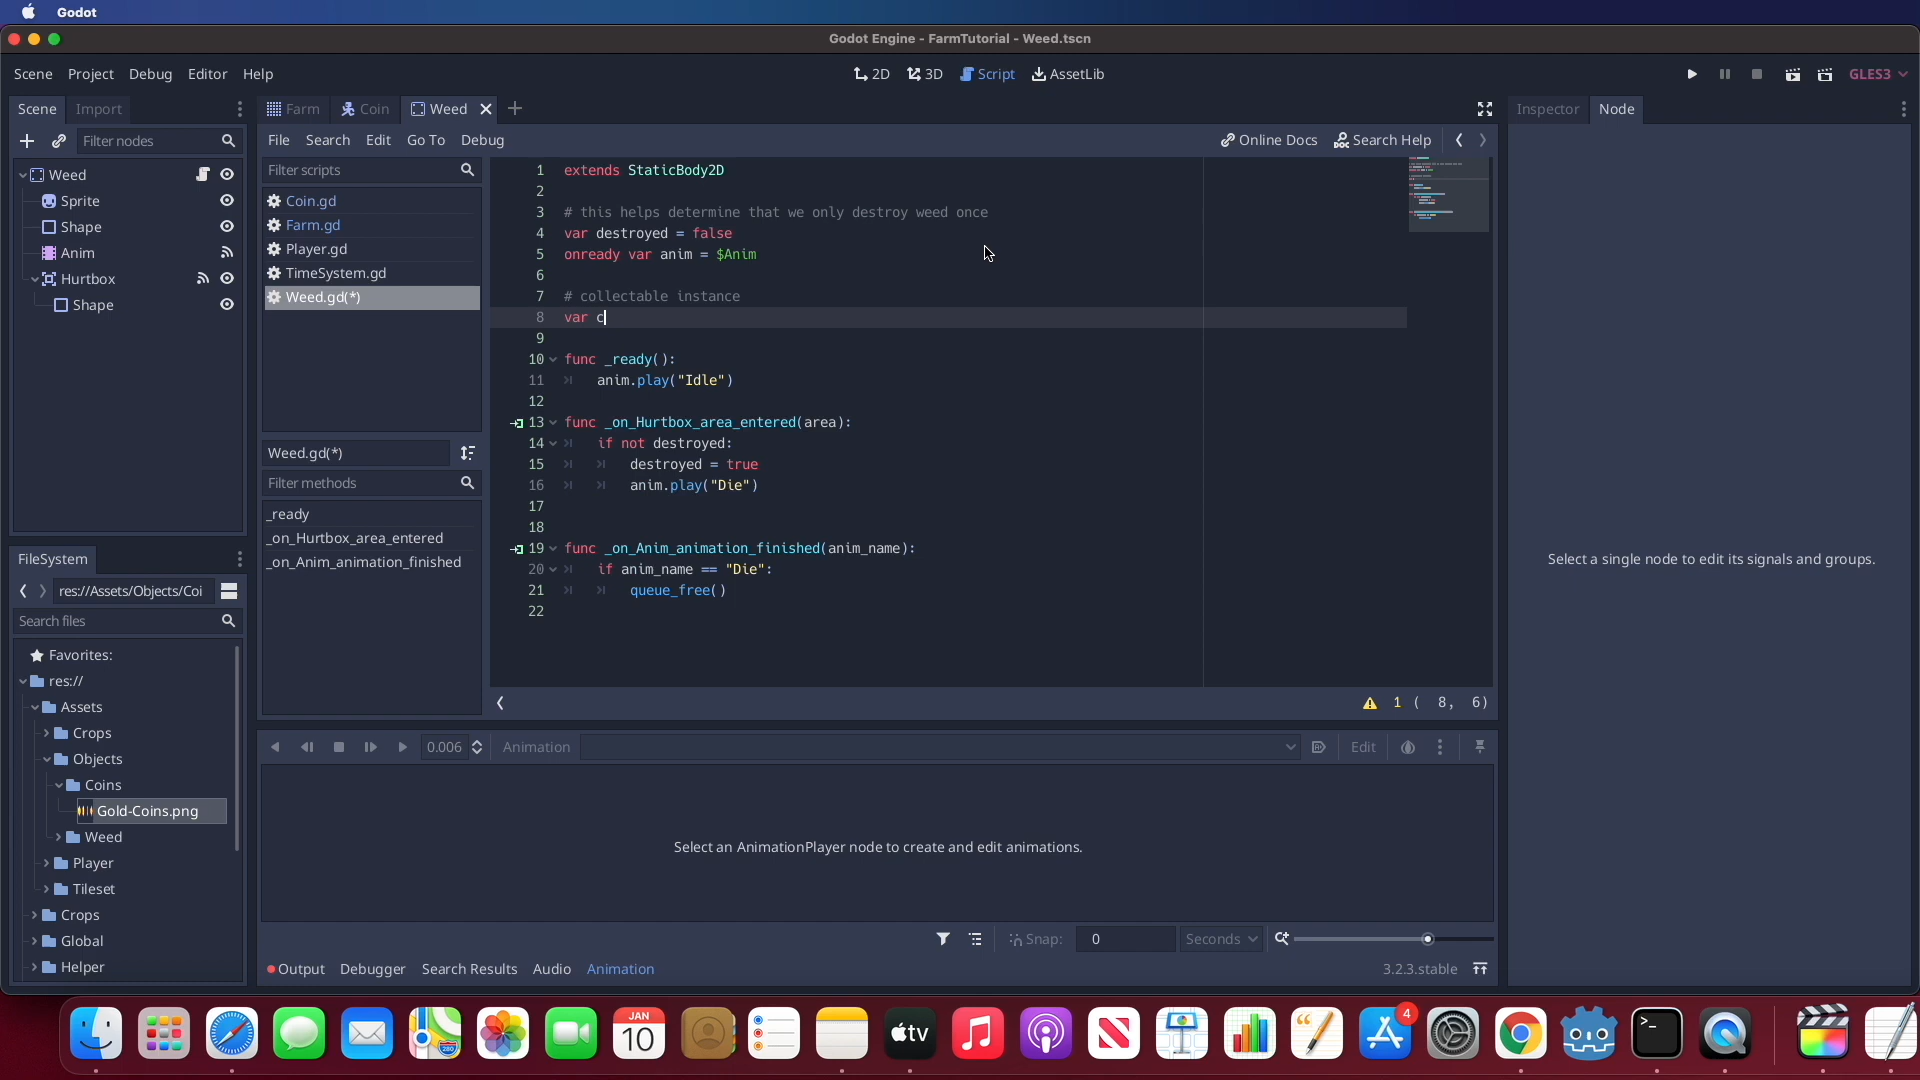 Godot
Godot Engine - FarmTutorial - Weed.tscn
Scene Project Debug Editor Help
2D 3D Script AssetLib
GLES3
Scene Import
Farm Coin Weed
Inspector Node
Filter nodes
File Search Edit Go To Debug
Online Docs Search Help
Weed
Sprite
Shape
Anim
Hurtbox
Shape
Filter scripts
Coin.gd
Farm.gd
Player.gd
TimeSystem.gd
Weed.gd(*)
Weed.gd(*)
Filter methods
_ready
_on_Hurtbox_area_entered
_on_Anim_animation_finished
1 extends StaticBody2D
2
3 # this helps determine that we only destroy weed once
4 var destroyed = false
5 onready var anim = $Anim
6
7 # collectable instance
8 var c
9
10 func _ready():
11 anim.play("Idle")
12
13 func _on_Hurtbox_area_entered(area):
14 if not destroyed:
15 destroyed = true
16 anim.play("Die")
17
18
19 func _on_Anim_animation_finished(anim_name):
20 if anim_name == "Die":
21 queue_free()
22
1 ( 8, 6)
Select a single node to edit its signals and groups.
FileSystem
res://Assets/Objects/Coi
Search files
Favorites:
res://
Assets
Crops
Objects
Coins
Gold-Coins.png
Weed
Player
Tileset
Crops
Global
Helper
0.006 Animation Edit
Select an AnimationPlayer node to create and edit animations.
Snap: 0 Seconds
Output Debugger Search Results Audio Animation
3.2.3.stable
JAN
10
280
tv
4
>_